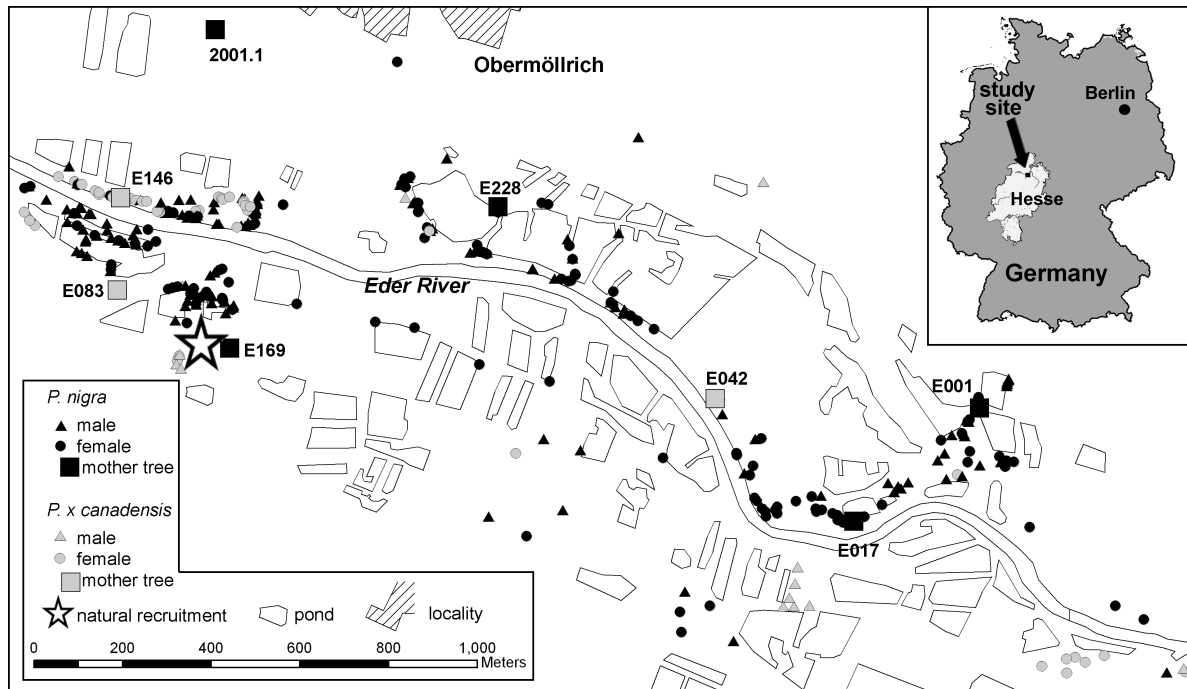 2001.1
Obermöllrich
study
site
Berlin
Hesse
Germany
E146
E228
E083
Eder River
E169
E042
E001
E017
P. nigra
male
female
mother tree
P. x canadensis
male
female
mother tree
natural recruitment
pond
locality
0 200 400 600 800 1,000
Meters